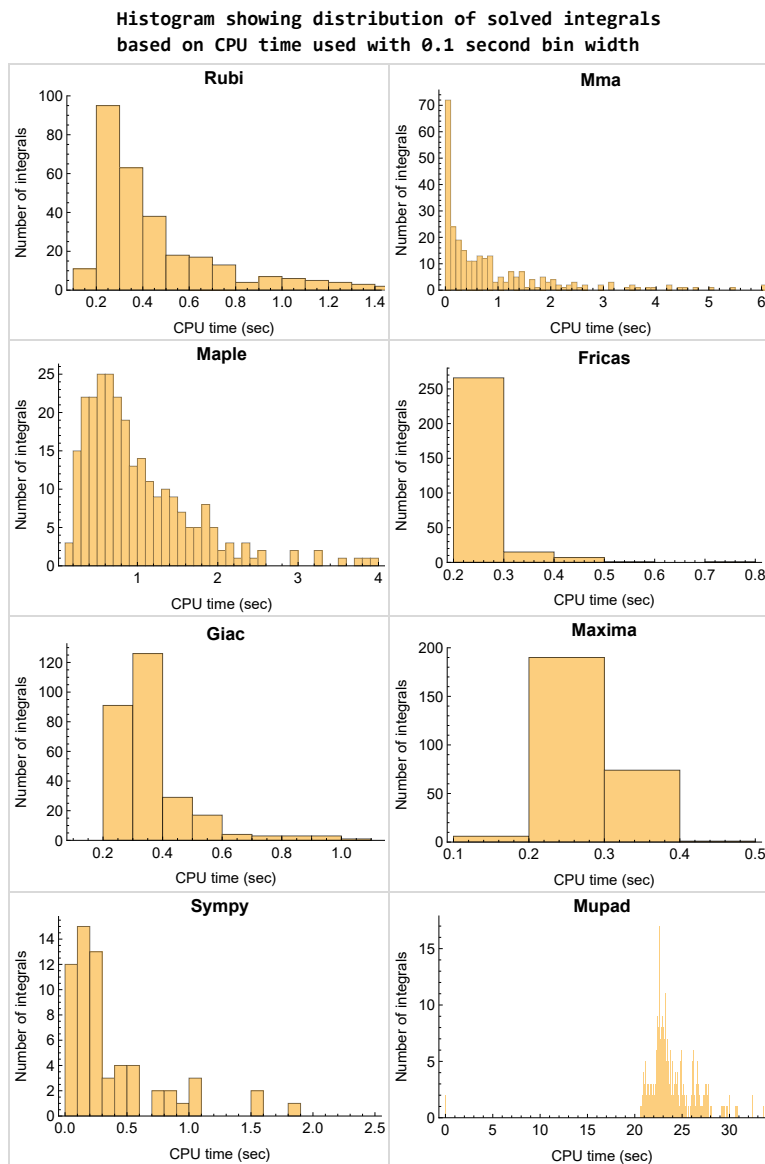 Histogram showing distribution of solved integrals
based on CPU time used with 0.1 second bin width
Rubi
Number of integrals
100
80
60
40
20
0
0.2 0.4 0.6 0.8 1.0 1.2 1.4
CPU time (sec)
Mma
Number of integrals
70
60
50
40
30
20
10
0
0 1 2 3 4 5 6
CPU time (sec)
Maple
Number of integrals
25
20
15
10
5
0
1 2 3 4
CPU time (sec)
Fricas
Number of integrals
250
200
150
100
50
0
0.2 0.3 0.4 0.5 0.6 0.7 0.8
CPU time (sec)
Giac
Number of integrals
120
100
80
60
40
20
0
0.2 0.4 0.6 0.8 1.0
CPU time (sec)
Maxima
Number of integrals
200
150
100
50
0
0.1 0.2 0.3 0.4 0.5
CPU time (sec)
Sympy
Number of integrals
14
12
10
8
6
4
2
0
0.0 0.5 1.0 1.5 2.0 2.5
CPU time (sec)
Mupad
Number of integrals
15
10
5
0
0 5 10 15 20 25 30
CPU time (sec)